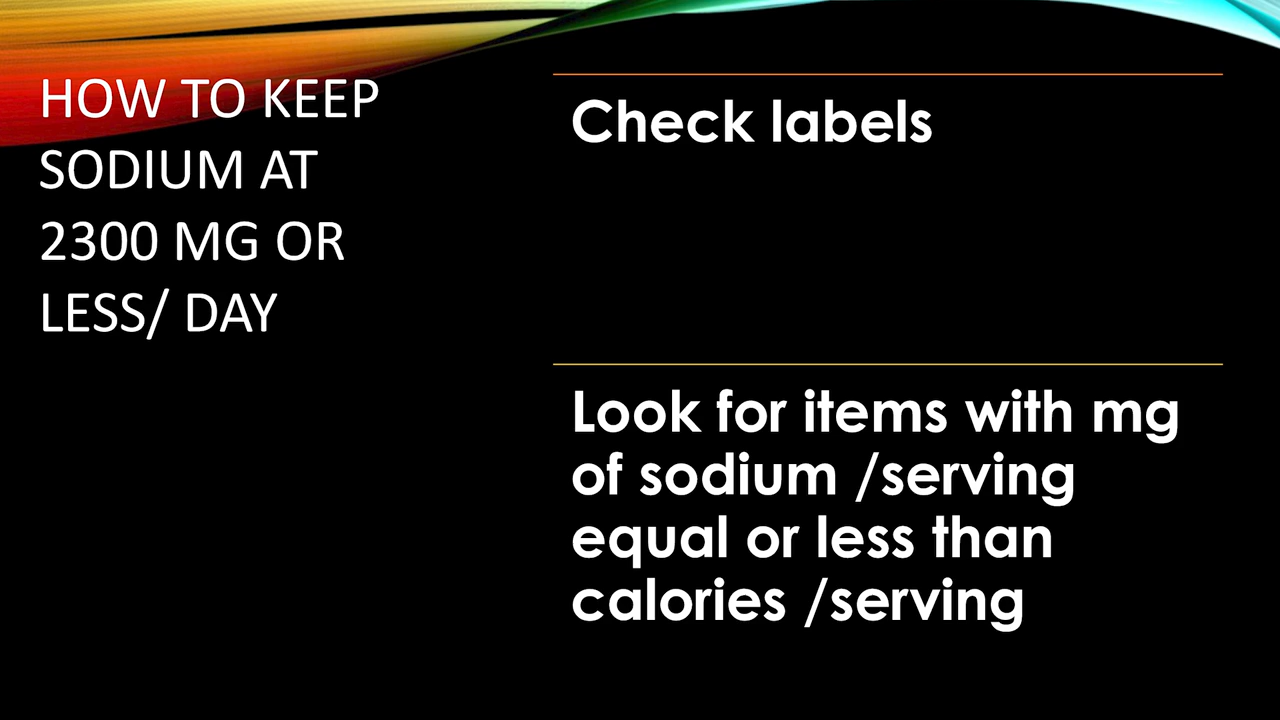 HOW TO KEEP
SODIUM AT
2300 MG OR
LESS/ DAY
Check labels
Look for items with mg
of sodium /serving
equal or less than
calories /serving